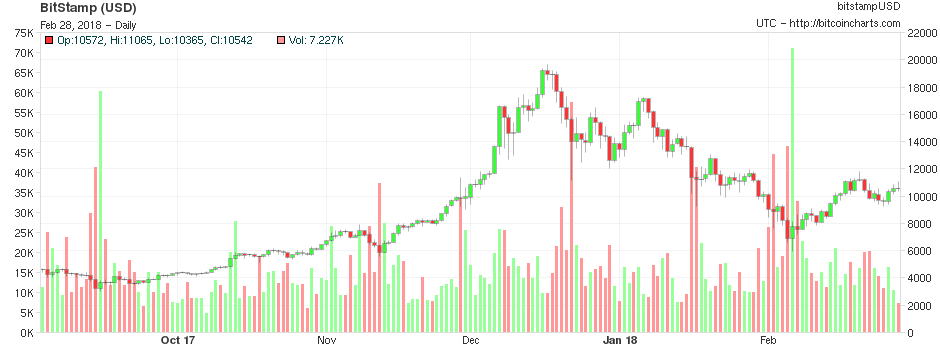 BitStamp (USD)
bitstampUSD
Feb 28, 2018 - Daily
UTC - http://bitcoincharts.com
Op:10572, Hi:11065, Lo:10365, Cl:10542
Vol: 7.227K
75K
70K
65K
60K
55K
50K
45K
40K
35K
30K
25K
20K
15K
10K
5K
0K
22000
20000
18000
16000
14000
12000
10000
8000
6000
4000
2000
0
Oct 17
Nov
Dec
Jan 18
Feb